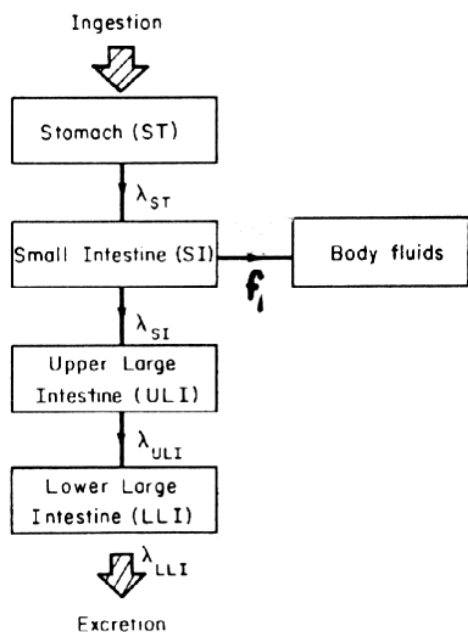 Ingestion
Stomach (ST)
λST
Small Intestine (SI)
Body fluids
f1
λSI
Upper Large
Intestine (ULI)
λULI
Lower Large
Intestine (LLI)
λLLI
Excretion